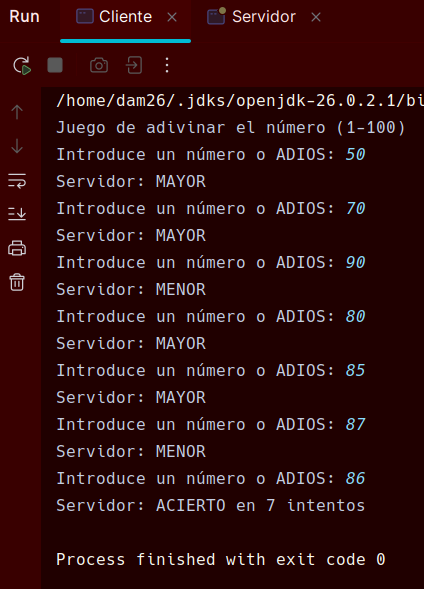 Run Cliente Servidor
/home/dam26/.jdks/openjdk-26.0.2.1/bi
Juego de adivinar el número (1-100)
Introduce un número o ADIOS: 50
Servidor: MAYOR
Introduce un número o ADIOS: 70
Servidor: MAYOR
Introduce un número o ADIOS: 90
Servidor: MENOR
Introduce un número o ADIOS: 80
Servidor: MAYOR
Introduce un número o ADIOS: 85
Servidor: MAYOR
Introduce un número o ADIOS: 87
Servidor: MENOR
Introduce un número o ADIOS: 86
Servidor: ACIERTO en 7 intentos
Process finished with exit code 0